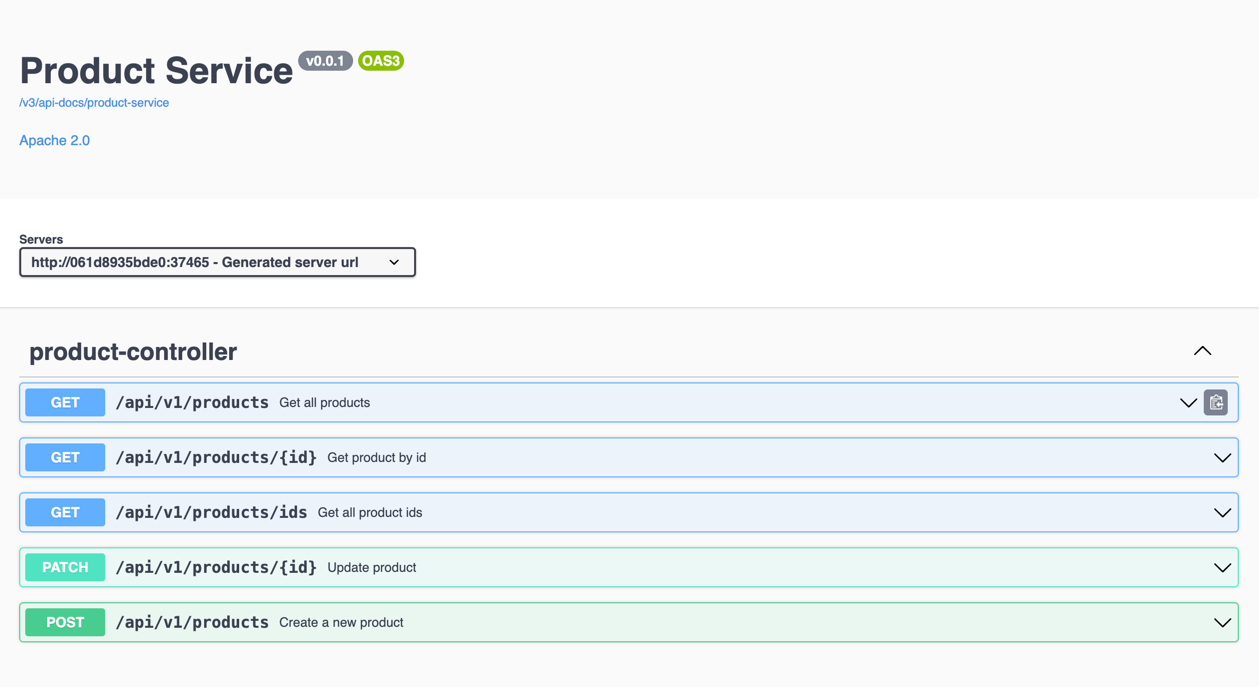 Product Service v0.0.1 OAS3
/v3/api-docs/product-service
Apache 2.0
Servers
http://061d8935bde0:37465 - Generated server url
product-controller
GET /api/v1/products Get all products
GET /api/v1/products/{id} Get product by id
GET /api/v1/products/ids Get all product ids
PATCH /api/v1/products/{id} Update product
POST /api/v1/products Create a new product